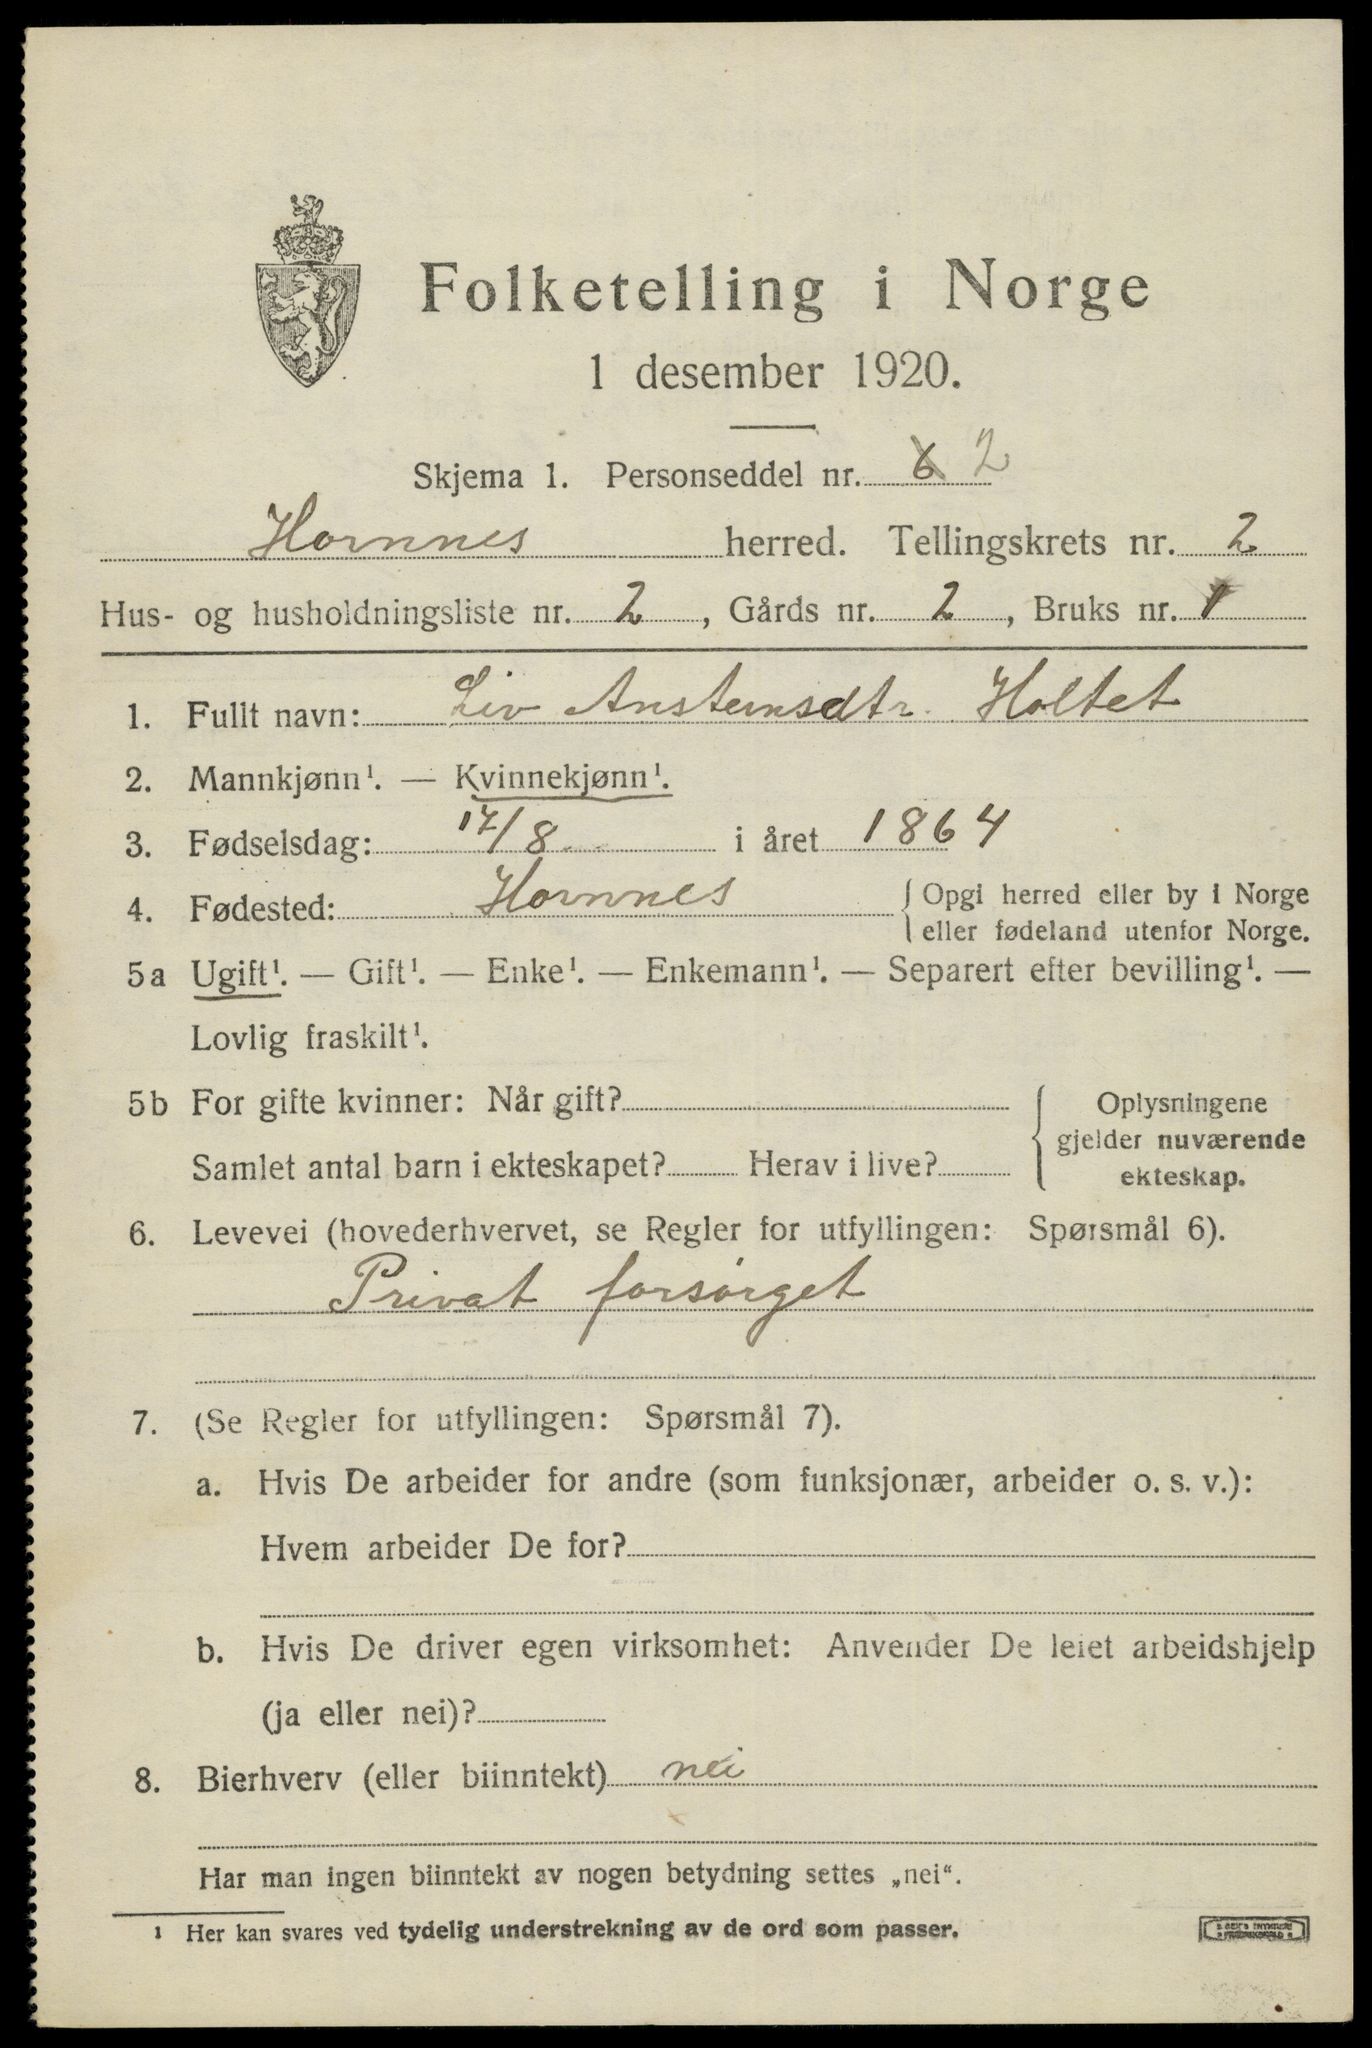 Folketelling i Norge
1 desember 1920.
Skjema 1. Personseddel nr. 6 2
Hornnes herred. Tellingskrets nr. 2
Hus- og husholdningsliste nr. 2, Gårds nr. 2, Bruks nr. 1
1. Fullt navn: Liv Anstensdtr. Holtet
2. Mannkjønn¹. — Kvinnekjønn¹.
3. Fødselsdag: 17/8 i året 1864
4. Fødested: Hornnes { Opgi herred eller by i Norge
eller fødeland utenfor Norge.
5a Ugift¹. — Gift¹. — Enke¹. — Enkemann¹. — Separert efter bevilling¹. —
Lovlig fraskilt¹.
5b For gifte kvinner: Når gift?
Samlet antal barn i ekteskapet? Herav i live?
{ Oplysningene
gjelder nuværende
ekteskap.
6. Levevei (hovederhvervet, se Regler for utfyllingen: Spørsmål 6).
Privat forsørget
7. (Se Regler for utfyllingen: Spørsmål 7).
a. Hvis De arbeider for andre (som funksjonær, arbeider o. s. v.):
Hvem arbeider De for?
b. Hvis De driver egen virksomhet: Anvender De leiet arbeidshjelp
(ja eller nei)?
8. Bierhverv (eller biinntekt) nei
Har man ingen biinntekt av nogen betydning settes „nei“.
¹ Her kan svares ved tydelig understrekning av de ord som passer.